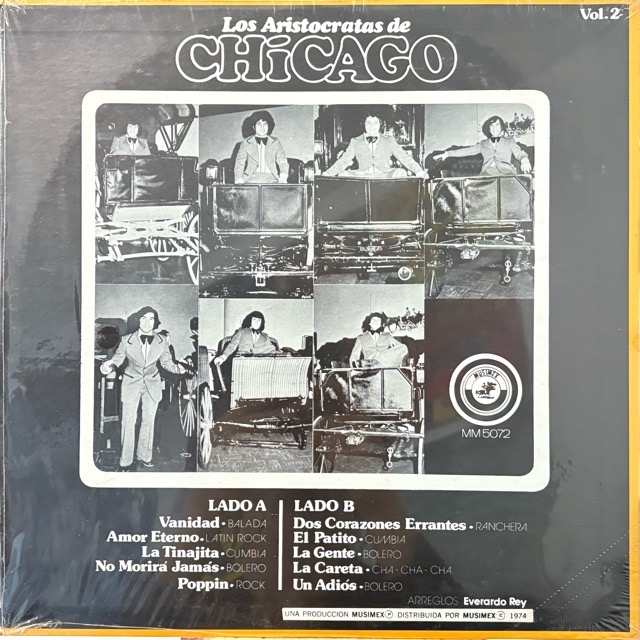 Los Aristocratas de
CHiCAGO
Vol. 2
MUSIMEX
MM 5072
LADO A
Vanidad • BALADA
Amor Eterno • LATIN ROCK
La Tinajita • CUMBIA
No Morirá Jamás • BOLERO
Poppin • ROCK
LADO B
Dos Corazones Errantes • RANCHERA
El Patito • CUMBIA
La Gente • BOLERO
La Careta • CHA - CHA - CHA
Un Adiós • BOLERO
ARREGLOS Everardo Rey
UNA PRODUCCION MUSIMEX Ⓟ DISTRIBUIDA POR MUSIMEX © 1974